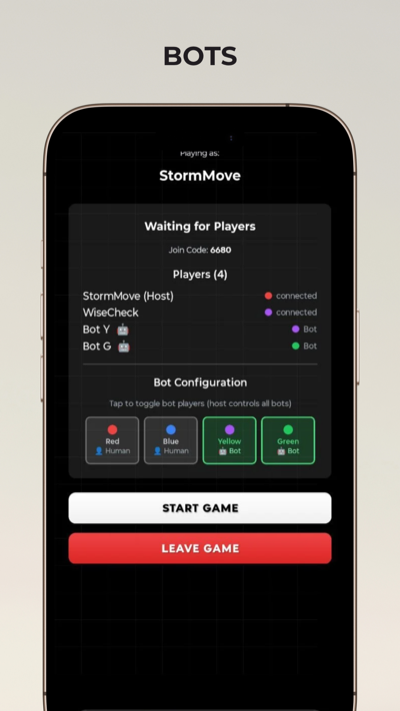 BOTS
Playing as:
StormMove
Waiting for Players
Join Code: 6680
Players (4)
StormMove (Host) connected
WiseCheck connected
Bot Y 🤖 Bot
Bot G 🤖 Bot
Bot Configuration
Tap to toggle bot players (host controls all bots)
Red Blue Yellow Green
👤 Human 👤 Human 🤖 Bot 🤖 Bot
START GAME
LEAVE GAME